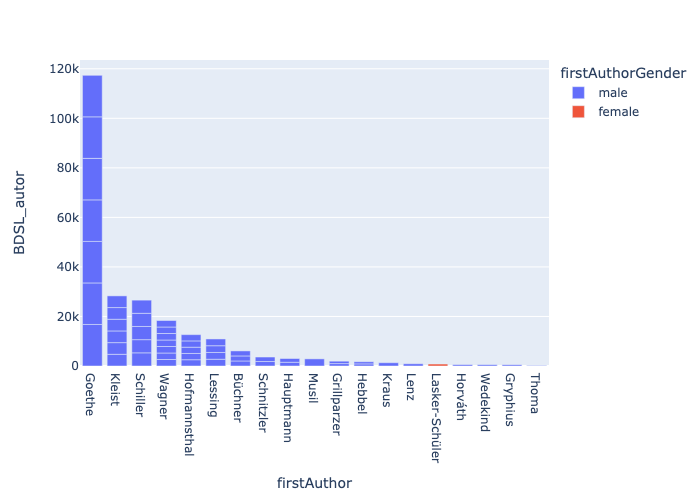 firstAuthorGender
male
female
BDSL_autor
120k
100k
80k
60k
40k
20k
0
Goethe
Kleist
Schiller
Wagner
Hofmannsthal
Lessing
Büchner
Schnitzler
Hauptmann
Musil
Grillparzer
Hebbel
Kraus
Lenz
Lasker-Schüler
Horváth
Wedekind
Gryphius
Thoma
firstAuthor